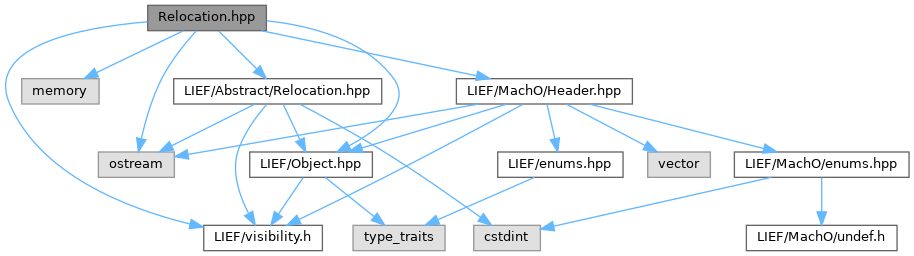 Relocation.hpp
memory
LIEF/Abstract/Relocation.hpp
LIEF/MachO/Header.hpp
ostream
LIEF/Object.hpp
LIEF/enums.hpp
vector
LIEF/MachO/enums.hpp
LIEF/visibility.h
type_traits
cstdint
LIEF/MachO/undef.h